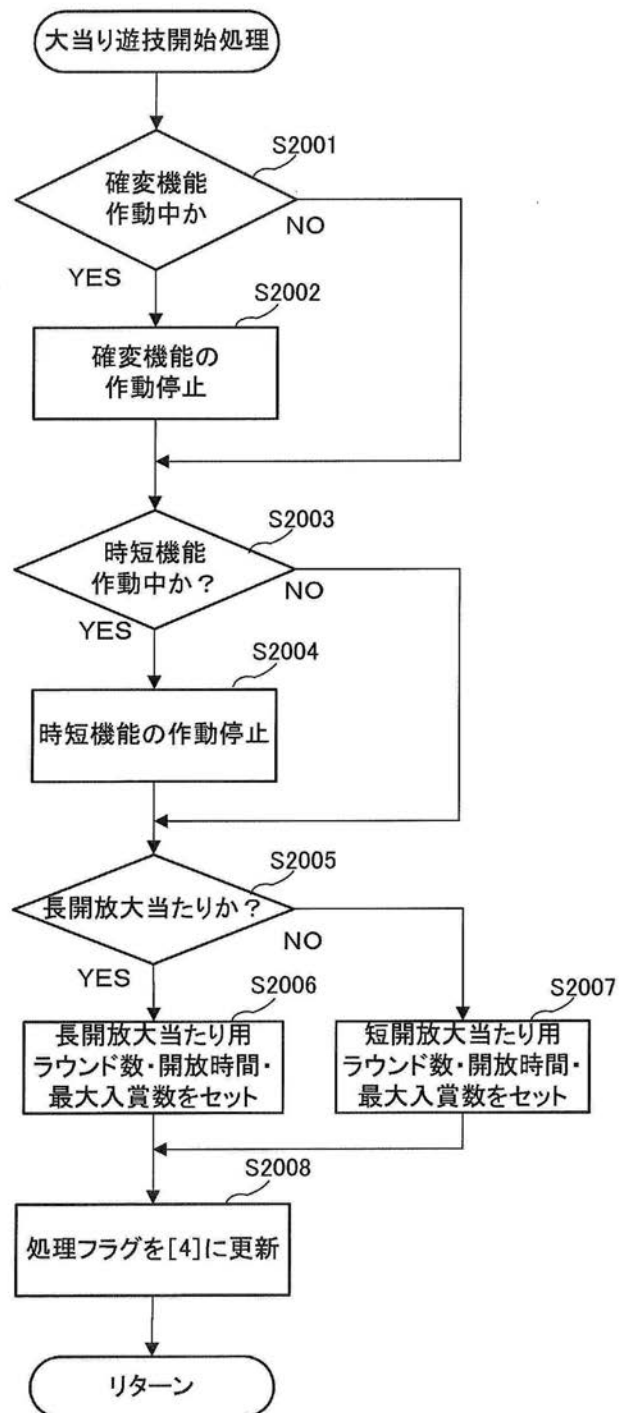 大当り遊技開始処理
S2001
確変機能
作動中か
NO
YES
S2002
確変機能の
作動停止
S2003
時短機能
作動中か？
NO
YES
S2004
時短機能の作動停止
S2005
長開放大当たりか？
NO
YES
S2006
長開放大当たり用
ラウンド数・開放時間・
最大入賞数をセット
S2007
短開放大当たり用
ラウンド数・開放時間・
最大入賞数をセット
S2008
処理フラグを[4]に更新
リターン